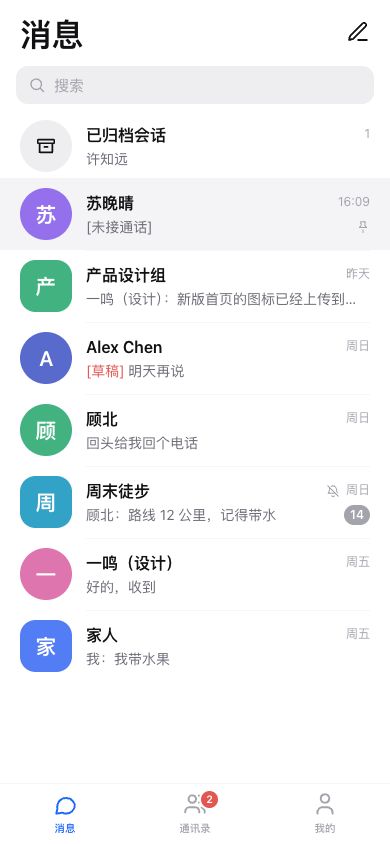 消息
搜索
已归档会话 1
许知远
苏 苏晚晴 16:09
[未接通话]
产 产品设计组 昨天
一鸣（设计）：新版首页的图标已经上传到...
A Alex Chen 周日
[草稿] 明天再说
顾 顾北 周日
回头给我回个电话
周 周末徒步 周日
顾北：路线 12 公里，记得带水 14
一 一鸣（设计） 周五
好的，收到
家 家人 周五
我：我带水果
2
消息 通讯录 我的